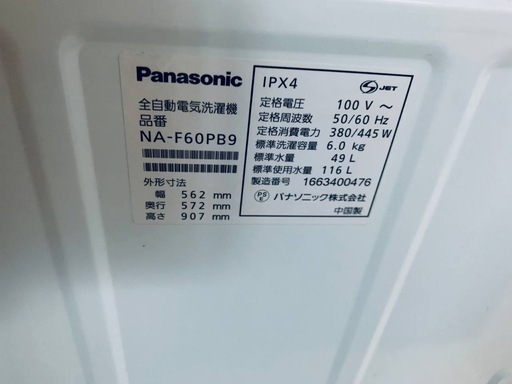 Panasonic
全自動電気洗濯機
品番
NA-F60PB9
外形寸法
幅 562 mm
奥行 572 mm
高さ 907 mm
IPX4
S JET
定格電圧 100 V ～
定格周波数 50/60 Hz
定格消費電力 380/445 W
標準洗濯容量 6.0 kg
標準水量 49 L
標準使用水量 116 L
製造番号 1663400476
PS E パナソニック株式会社
中国製